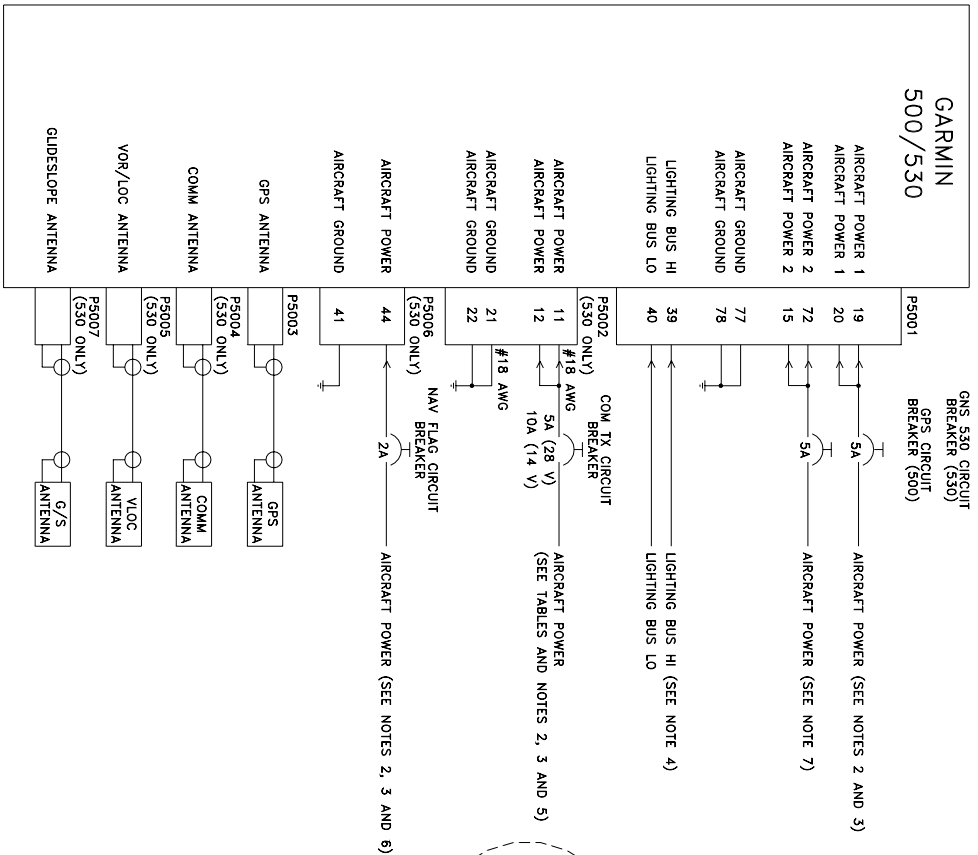 GARMIN
500/530
GNS 530 CIRCUIT
BREAKER (530)
GPS CIRCUIT
BREAKER (500)
P5001
AIRCRAFT POWER 1
19
5A
AIRCRAFT POWER (SEE NOTES 2 AND 3)
AIRCRAFT POWER 1
20
AIRCRAFT POWER 2
72
5A
AIRCRAFT POWER (SEE NOTE 7)
AIRCRAFT POWER 2
15
AIRCRAFT GROUND
77
AIRCRAFT GROUND
78
LIGHTING BUS HI
39
LIGHTING BUS HI (SEE NOTE 4)
LIGHTING BUS LO
40
LIGHTING BUS LO
P5002
(530 ONLY)
COM TX CIRCUIT
BREAKER
AIRCRAFT POWER
11
#18 AWG
5A (28 V)
10A (14 V)
AIRCRAFT POWER
(SEE TABLES AND NOTES 2, 3 AND 5)
AIRCRAFT POWER
12
AIRCRAFT GROUND
21
#18 AWG
AIRCRAFT GROUND
22
P5006
(530 ONLY)
NAV FLAG CIRCUIT
BREAKER
AIRCRAFT POWER
44
2A
AIRCRAFT POWER (SEE NOTES 2, 3 AND 6)
AIRCRAFT GROUND
41
P5003
GPS ANTENNA
GPS
ANTENNA
P5004
(530 ONLY)
COMM ANTENNA
COMM
ANTENNA
P5005
(530 ONLY)
VOR/LOC ANTENNA
VLOC
ANTENNA
P5007
(530 ONLY)
GLIDESLOPE ANTENNA
G/S
ANTENNA